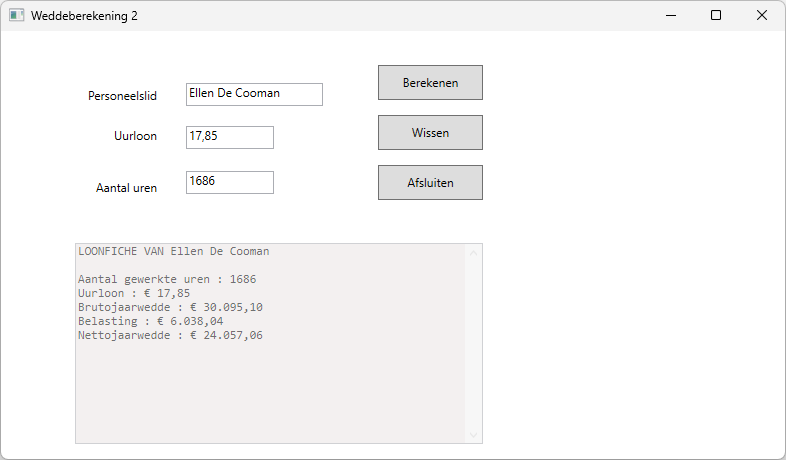 Weddeberekening 2
Personeelslid
Ellen De Cooman
Berekenen
Uurloon
17,85
Wissen
Aantal uren
1686
Afsluiten
LOONFICHE VAN Ellen De Cooman
Aantal gewerkte uren : 1686
Uurloon : € 17,85
Brutojaarwedde : € 30.095,10
Belasting : € 6.038,04
Nettojaarwedde : € 24.057,06